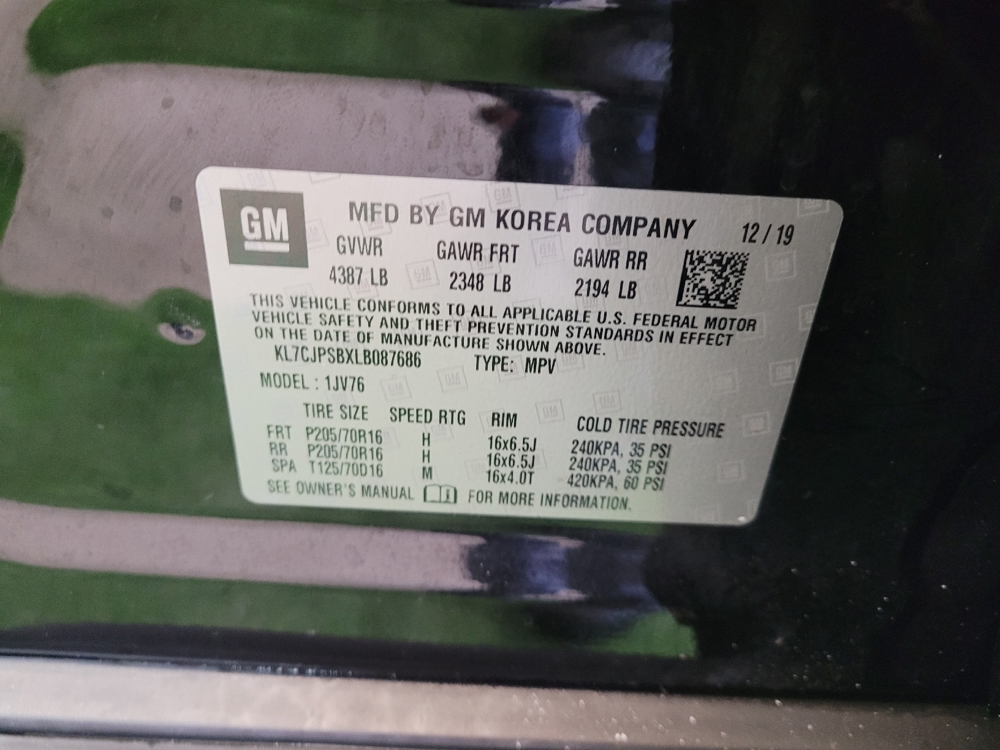 GM
MFD BY GM KOREA COMPANY 12 / 19
GVWR GAWR FRT GAWR RR
4387 LB 2348 LB 2194 LB
THIS VEHICLE CONFORMS TO ALL APPLICABLE U.S. FEDERAL MOTOR
VEHICLE SAFETY AND THEFT PREVENTION STANDARDS IN EFFECT
ON THE DATE OF MANUFACTURE SHOWN ABOVE.
KL7CJPSBXLB087686 TYPE: MPV
MODEL : 1JV76
TIRE SIZE SPEED RTG RIM COLD TIRE PRESSURE
FRT P205/70R16 H 16x6.5J 240KPA, 35 PSI
RR P205/70R16 H 16x6.5J 240KPA, 35 PSI
SPA T125/70D16 M 16x4.0T 420KPA, 60 PSI
SEE OWNER'S MANUAL FOR MORE INFORMATION.